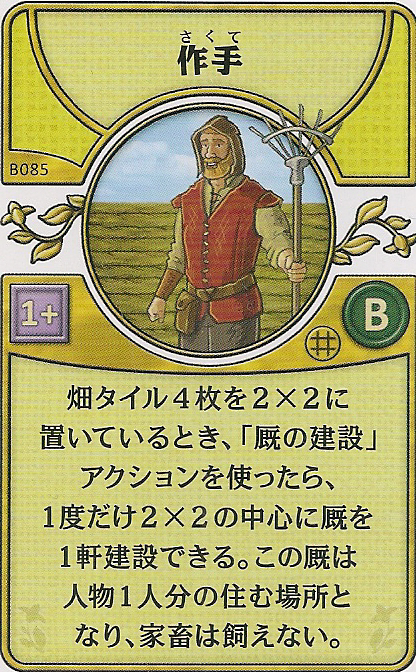 さくて
作手
B085
1+
B
畑タイル4枚を2×2に
置いているとき、「厩の建設」
アクションを使ったら、
1度だけ2×2の中心に厩を
1軒建設できる。この厩は
人物1人分の住む場所と
なり、家畜は飼えない。